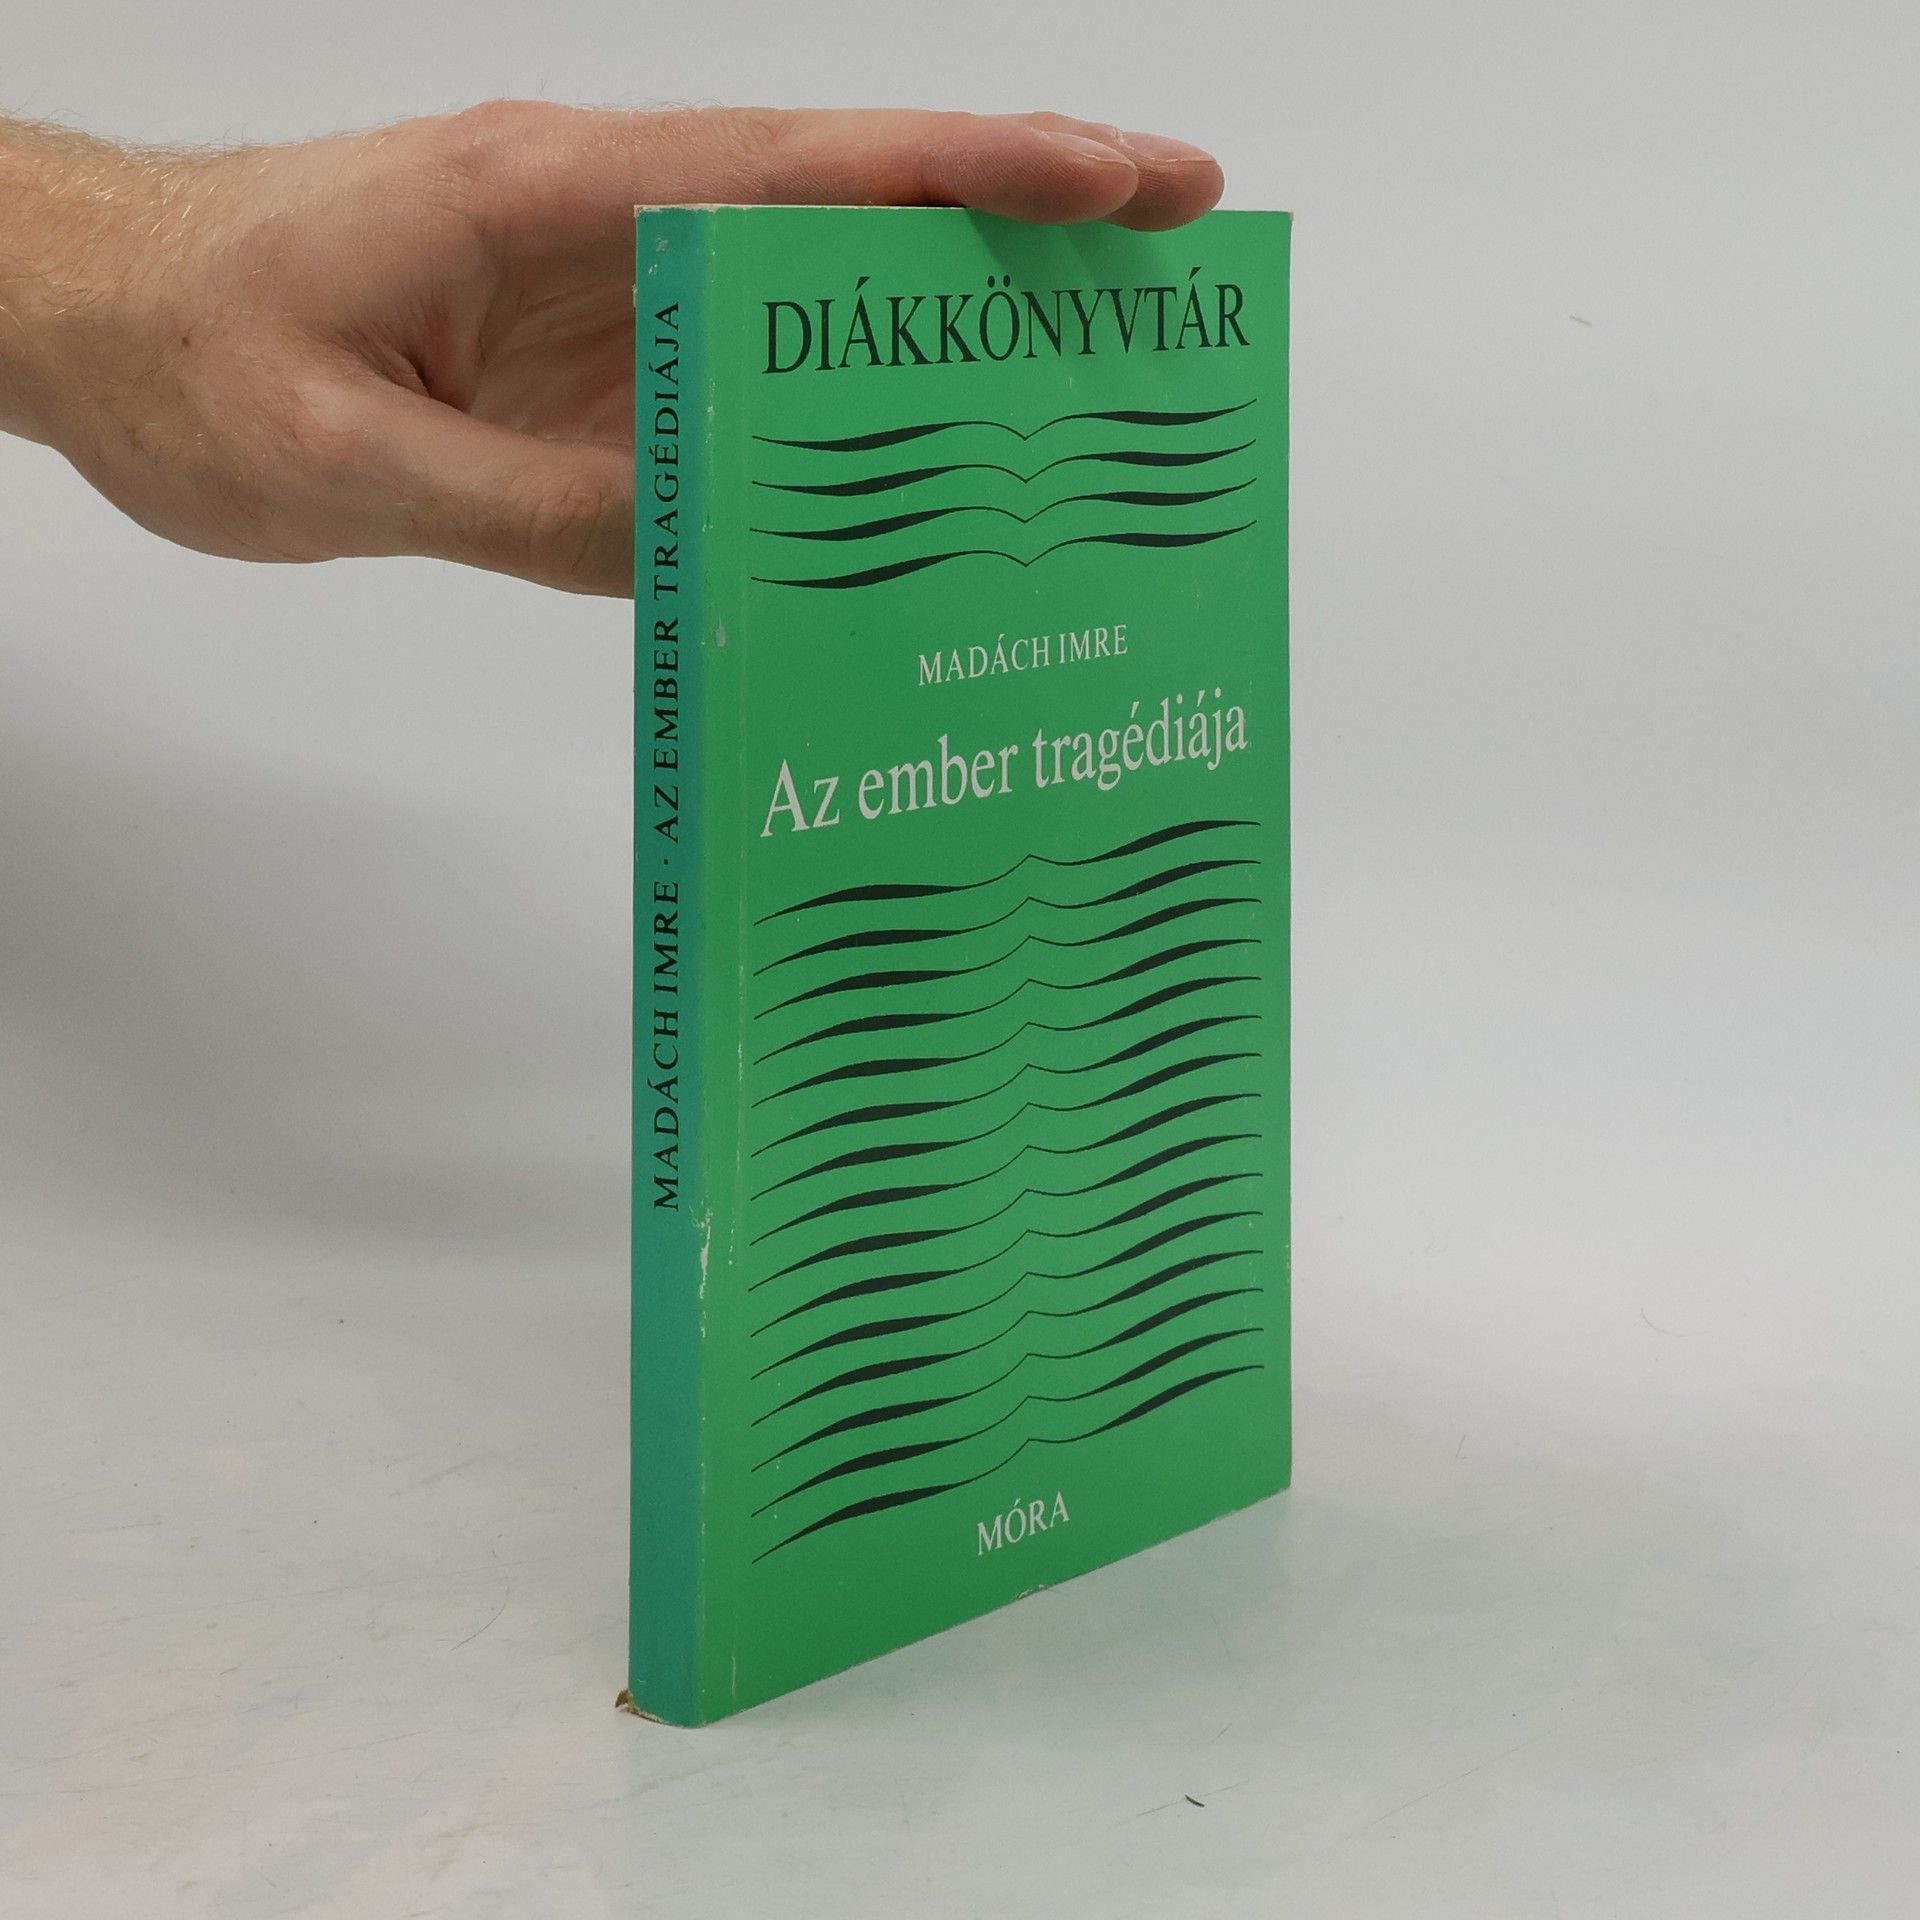 MADÁCH IMRE · AZ EMBER TRAGÉDIÁJA
DIÁKKÖNYVTÁR
MADÁCH IMRE
Az ember tragédiája
MÓRA